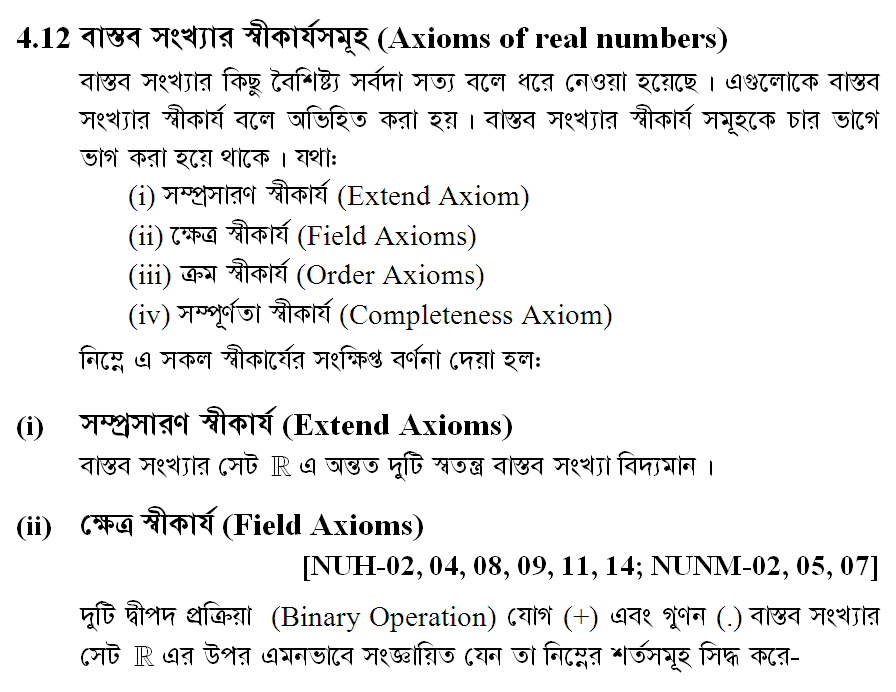 4.12 বাস্তব সংখ্যার স্বীকার্যসমূহ (Axioms of real numbers)
বাস্তব সংখ্যার কিছু বৈশিষ্ট্য সর্বদা সত্য বলে ধরে নেওয়া হয়েছে । এগুলোকে বাস্তব
সংখ্যার স্বীকার্য বলে অভিহিত করা হয় । বাস্তব সংখ্যার স্বীকার্য সমূহকে চার ভাগে
ভাগ করা হয়ে থাকে । যথাঃ
(i) সম্প্রসারণ স্বীকার্য (Extend Axiom)
(ii) ক্ষেত্র স্বীকার্য (Field Axioms)
(iii) ক্রম স্বীকার্য (Order Axioms)
(iv) সম্পূর্ণতা স্বীকার্য (Completeness Axiom)
নিম্নে এ সকল স্বীকার্যের সংক্ষিপ্ত বর্ণনা দেয়া হলঃ
(i) সম্প্রসারণ স্বীকার্য (Extend Axioms)
বাস্তব সংখ্যার সেট ℝ এ অন্তত দুটি স্বতন্ত্র বাস্তব সংখ্যা বিদ্যমান ।
(ii) ক্ষেত্র স্বীকার্য (Field Axioms)
[NUH-02, 04, 08, 09, 11, 14; NUNM-02, 05, 07]
দুটি দ্বীপদ প্রক্রিয়া (Binary Operation) যোগ (+) এবং গুণন (.) বাস্তব সংখ্যার
সেট ℝ এর উপর এমনভাবে সংজ্ঞায়িত যেন তা নিম্নের শর্তসমূহ সিদ্ধ করে-